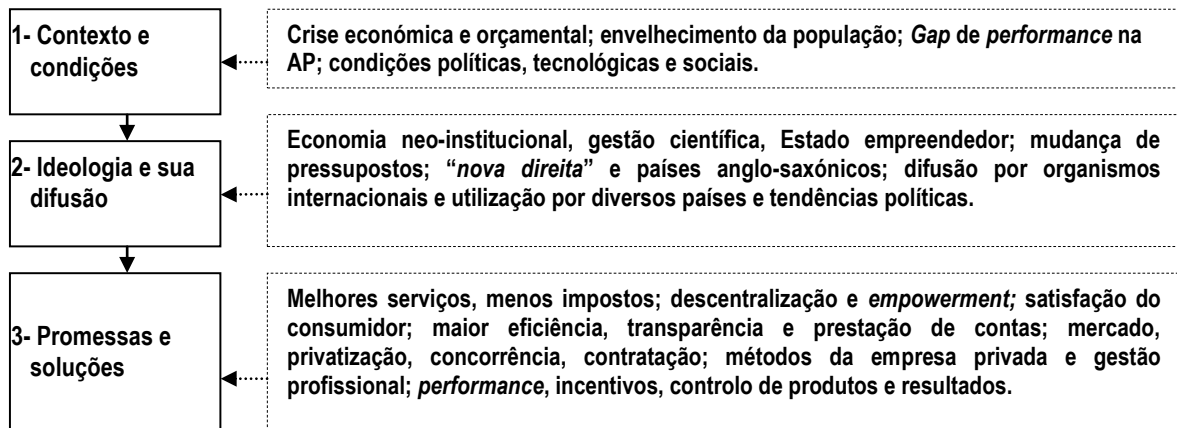 1- Contexto e
condições
Crise económica e orçamental; envelhecimento da população; Gap de performance na
AP; condições políticas, tecnológicas e sociais.
2- Ideologia e sua
difusão
Economia neo-institucional, gestão científica, Estado empreendedor; mudança de
pressupostos; “nova direita” e países anglo-saxónicos; difusão por organismos
internacionais e utilização por diversos países e tendências políticas.
3- Promessas e
soluções
Melhores serviços, menos impostos; descentralização e empowerment; satisfação do
consumidor; maior eficiência, transparência e prestação de contas; mercado,
privatização, concorrência, contratação; métodos da empresa privada e gestão
profissional; performance, incentivos, controlo de produtos e resultados.